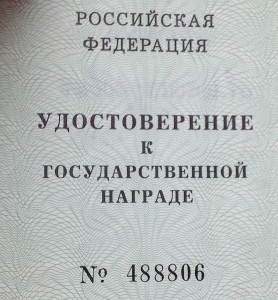 РОССИЙСКАЯ
ФЕДЕРАЦИЯ
УДОСТОВЕРЕНИЕ
К
ГОСУДАРСТВЕННОЙ
НАГРАДЕ
№ 488806